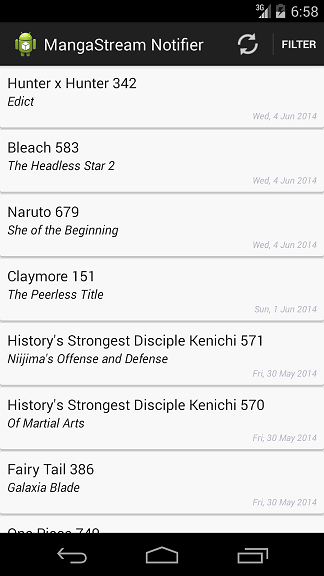 3G 6:58
MangaStream Notifier FILTER
Hunter x Hunter 342
Edict
Wed, 4 Jun 2014
Bleach 583
The Headless Star 2
Wed, 4 Jun 2014
Naruto 679
She of the Beginning
Wed, 4 Jun 2014
Claymore 151
The Peerless Title
Sun, 1 Jun 2014
History's Strongest Disciple Kenichi 571
Niijima's Offense and Defense
Fri, 30 May 2014
History's Strongest Disciple Kenichi 570
Of Martial Arts
Fri, 30 May 2014
Fairy Tail 386
Galaxia Blade
Fri, 30 May 2014
One Piece 749